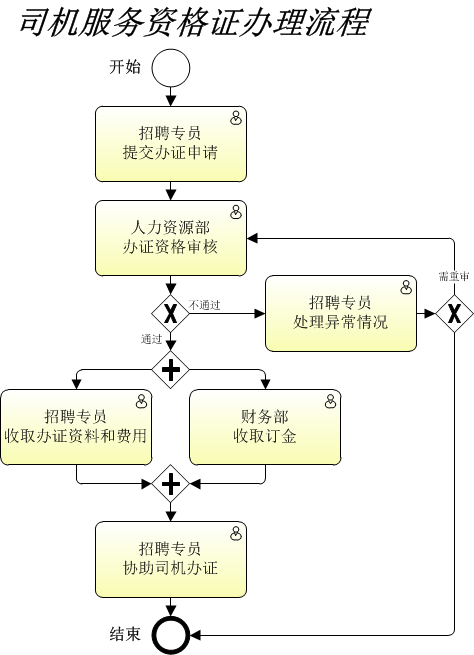 司机服务资格证办理流程
开始
招聘专员
提交办证申请
人力资源部
办证资格审核
需重审
不通过
招聘专员
处理异常情况
通过
招聘专员
收取办证资料和费用
财务部
收取订金
招聘专员
协助司机办证
结束